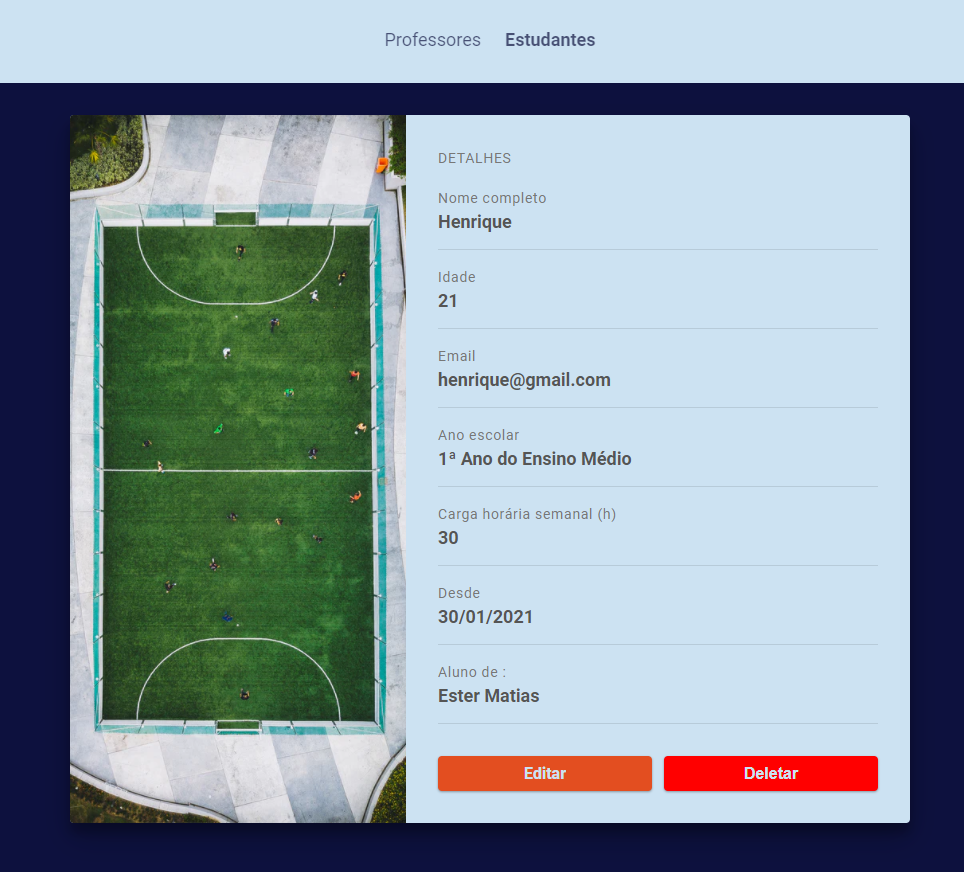 Professores Estudantes
DETALHES
Nome completo
Henrique
Idade
21
Email
henrique@gmail.com
Ano escolar
1ª Ano do Ensino Médio
Carga horária semanal (h)
30
Desde
30/01/2021
Aluno de :
Ester Matias
Editar Deletar